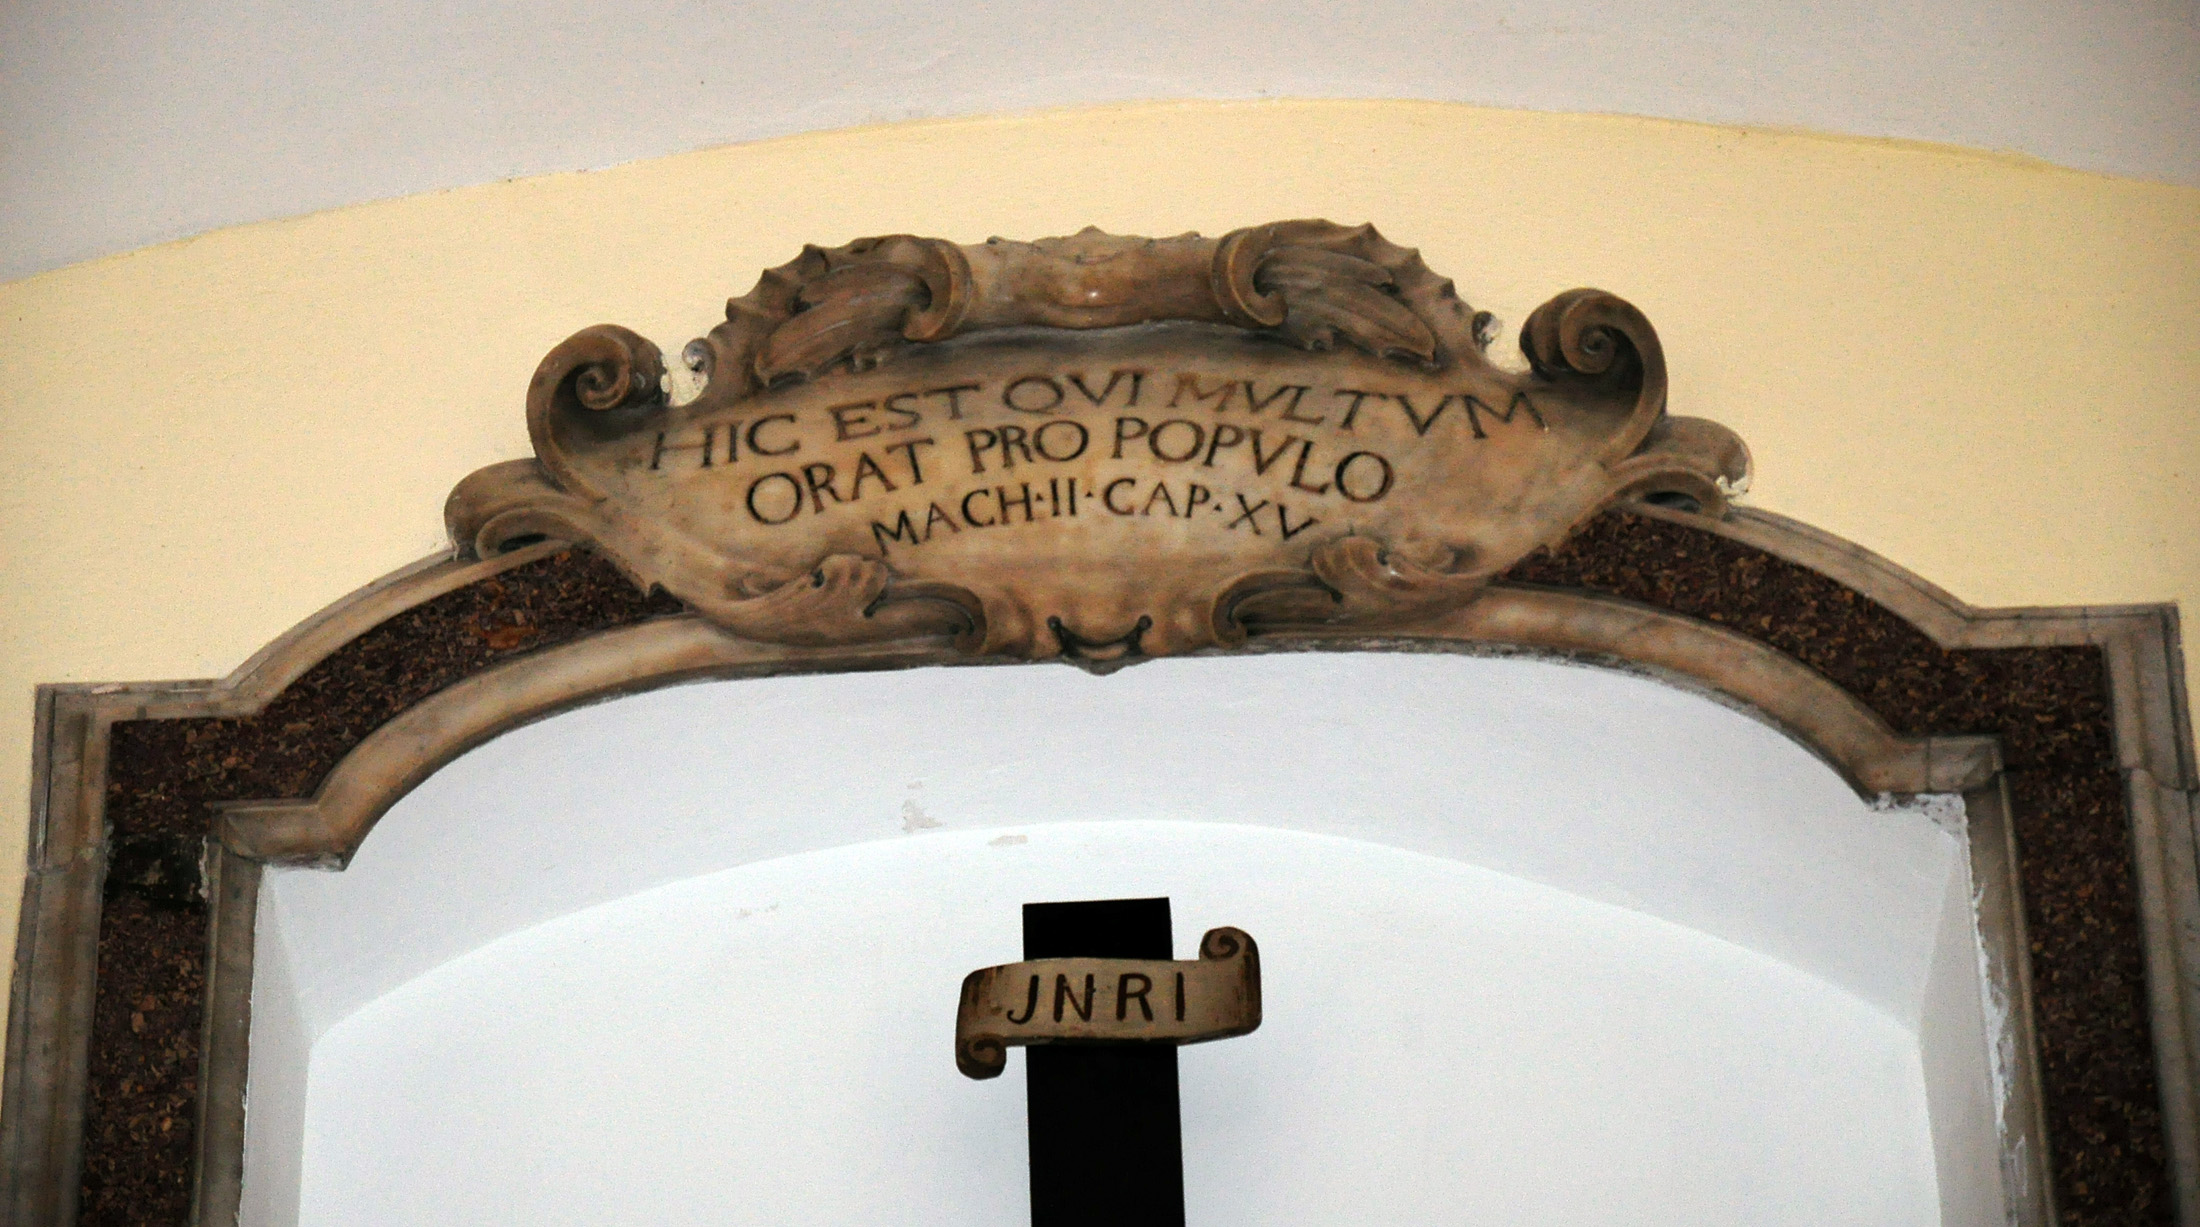 HIC EST QVI MVLTVM
ORAT PRO POPVLO
MACH·II·CAP·XV
JNRI